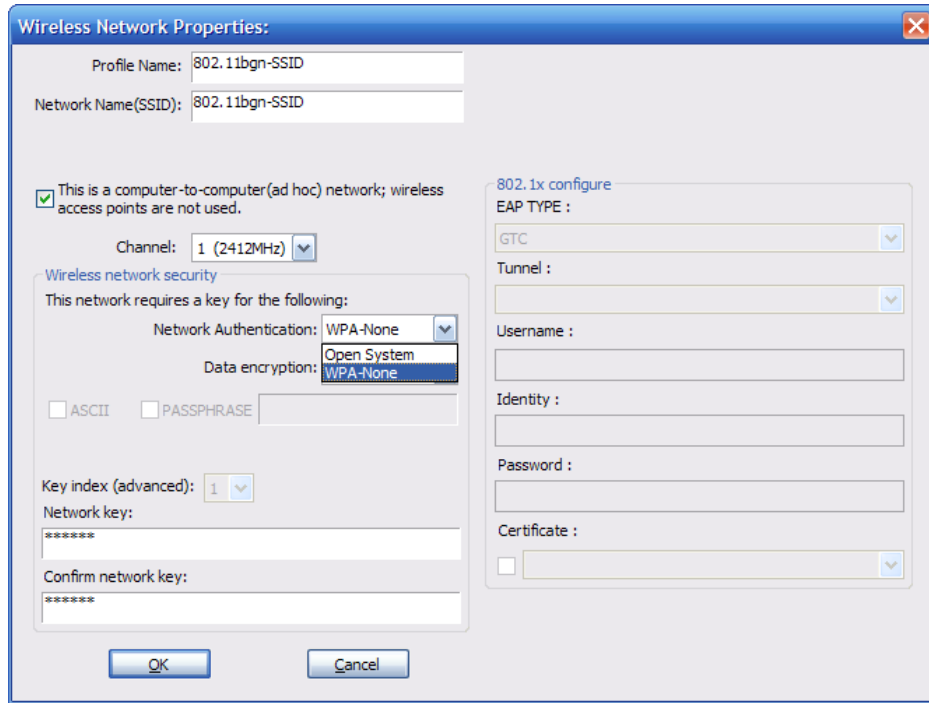 Wireless Network Properties:
Profile Name: 802.11bgn-SSID
Network Name(SSID): 802.11bgn-SSID
This is a computer-to-computer(ad hoc) network; wireless
access points are not used.
Channel: 1 (2412MHz)
Wireless network security
This network requires a key for the following:
Network Authentication: WPA-None
Open System
Data encryption: WPA-None
ASCII PASSPHRASE
Key index (advanced): 1
Network key:
******
Confirm network key:
******
OK Cancel
802.1x configure
EAP TYPE :
GTC
Tunnel :
Username :
Identity :
Password :
Certificate :